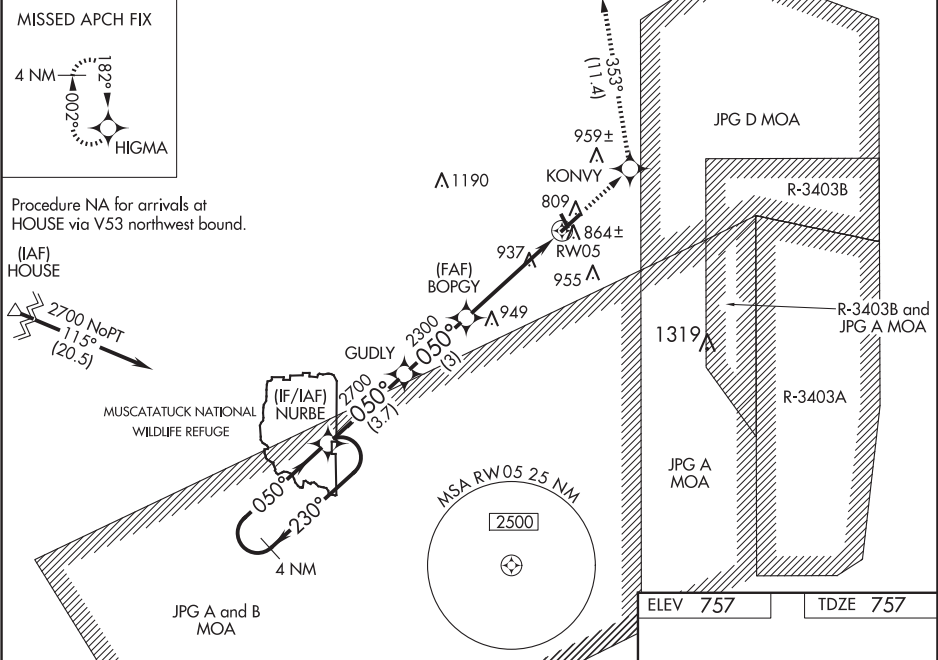 MISSED APCH FIX
4 NM
182°
002°
HIGMA
Procedure NA for arrivals at
HOUSE via V53 northwest bound.
(IAF)
HOUSE
2700 NoPT
115°
(20.5)
353°
(11.4)
959±
KONVY
1190
809
864±
RW05
937
955
(FAF)
BOPGY
949
2300
050°
(3)
GUDLY
2700
050°
(3.7)
(IF/IAF)
NURBE
MUSCATATUCK NATIONAL
WILDLIFE REFUGE
050°
230°
4 NM
JPG A and B
MOA
MSA RW05 25 NM
2500
JPG D MOA
R-3403B
R-3403B and
JPG A MOA
1319
R-3403A
JPG A
MOA
ELEV 757
TDZE 757